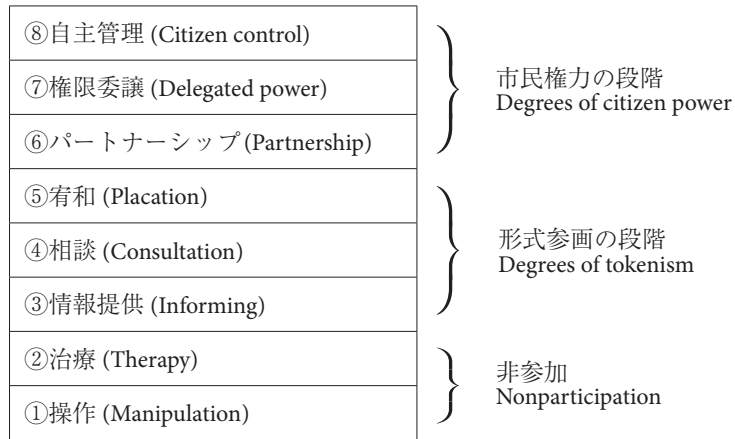 ⑧自主管理 (Citizen control)
⑦権限委譲 (Delegated power)
⑥パートナーシップ(Partnership)
市民権力の段階
Degrees of citizen power
⑤宥和 (Placation)
④相談 (Consultation)
③情報提供 (Informing)
形式参画の段階
Degrees of tokenism
②治療 (Therapy)
①操作 (Manipulation)
非参加
Nonparticipation